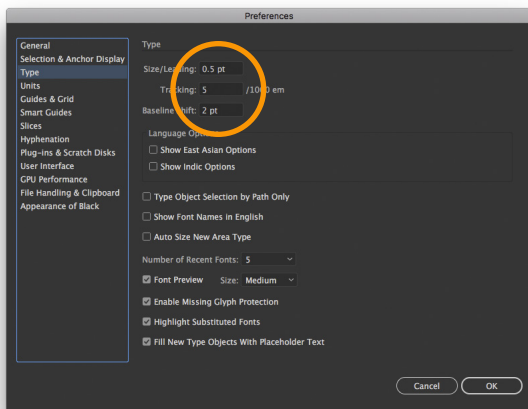 Preferences
General
Selection & Anchor Display
Type
Units
Guides & Grid
Smart Guides
Slices
Hyphenation
Plug-ins & Scratch Disks
User Interface
GPU Performance
File Handling & Clipboard
Appearance of Black
Type
Size/Leading: 0.5 pt
Tracking: 5 /1000 em
Baseline Shift: 2 pt
Language Options
Show East Asian Options
Show Indic Options
Type Object Selection by Path Only
Show Font Names in English
Auto Size New Area Type
Number of Recent Fonts: 5
Font Preview Size: Medium
Enable Missing Glyph Protection
Highlight Substituted Fonts
Fill New Type Objects With Placeholder Text
Cancel OK